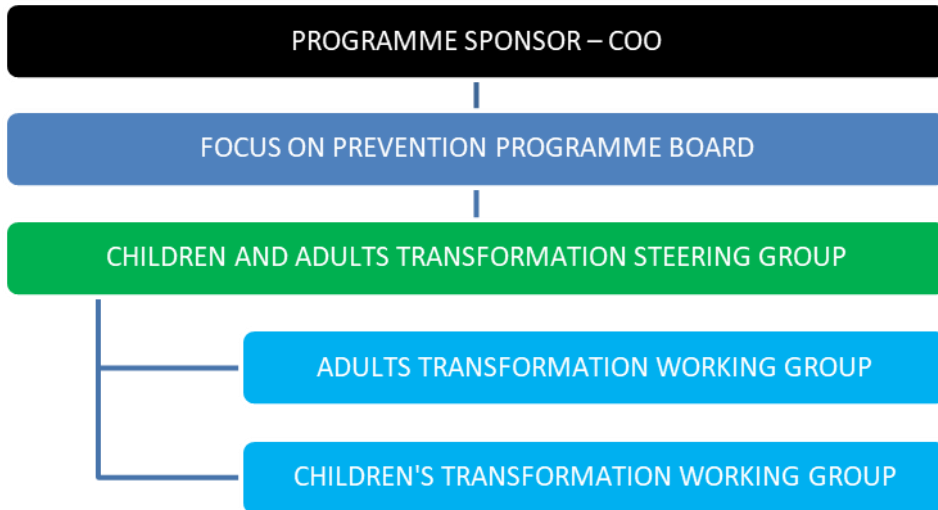 PROGRAMME SPONSOR – COO
FOCUS ON PREVENTION PROGRAMME BOARD
CHILDREN AND ADULTS TRANSFORMATION STEERING GROUP
ADULTS TRANSFORMATION WORKING GROUP
CHILDREN'S TRANSFORMATION WORKING GROUP